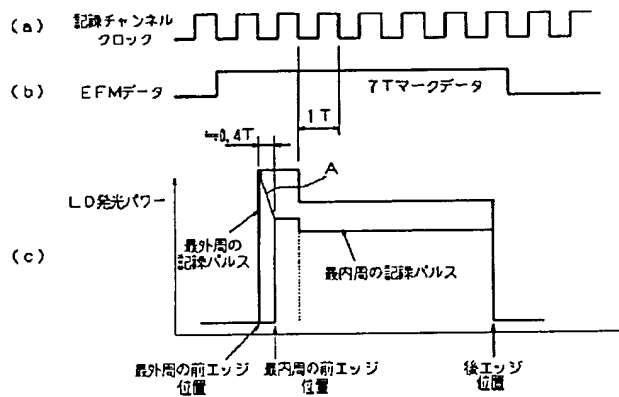 (a) 記録チャンネル
クロック
(b) EFMデータ
7Tマークデータ
1T
≒0.4T
A
LD発光パワー
(c)
最外周の
記録パルス
最内周の記録パルス
最外周の前エッジ
位置
最内周の前エッジ
位置
後エッジ
位置